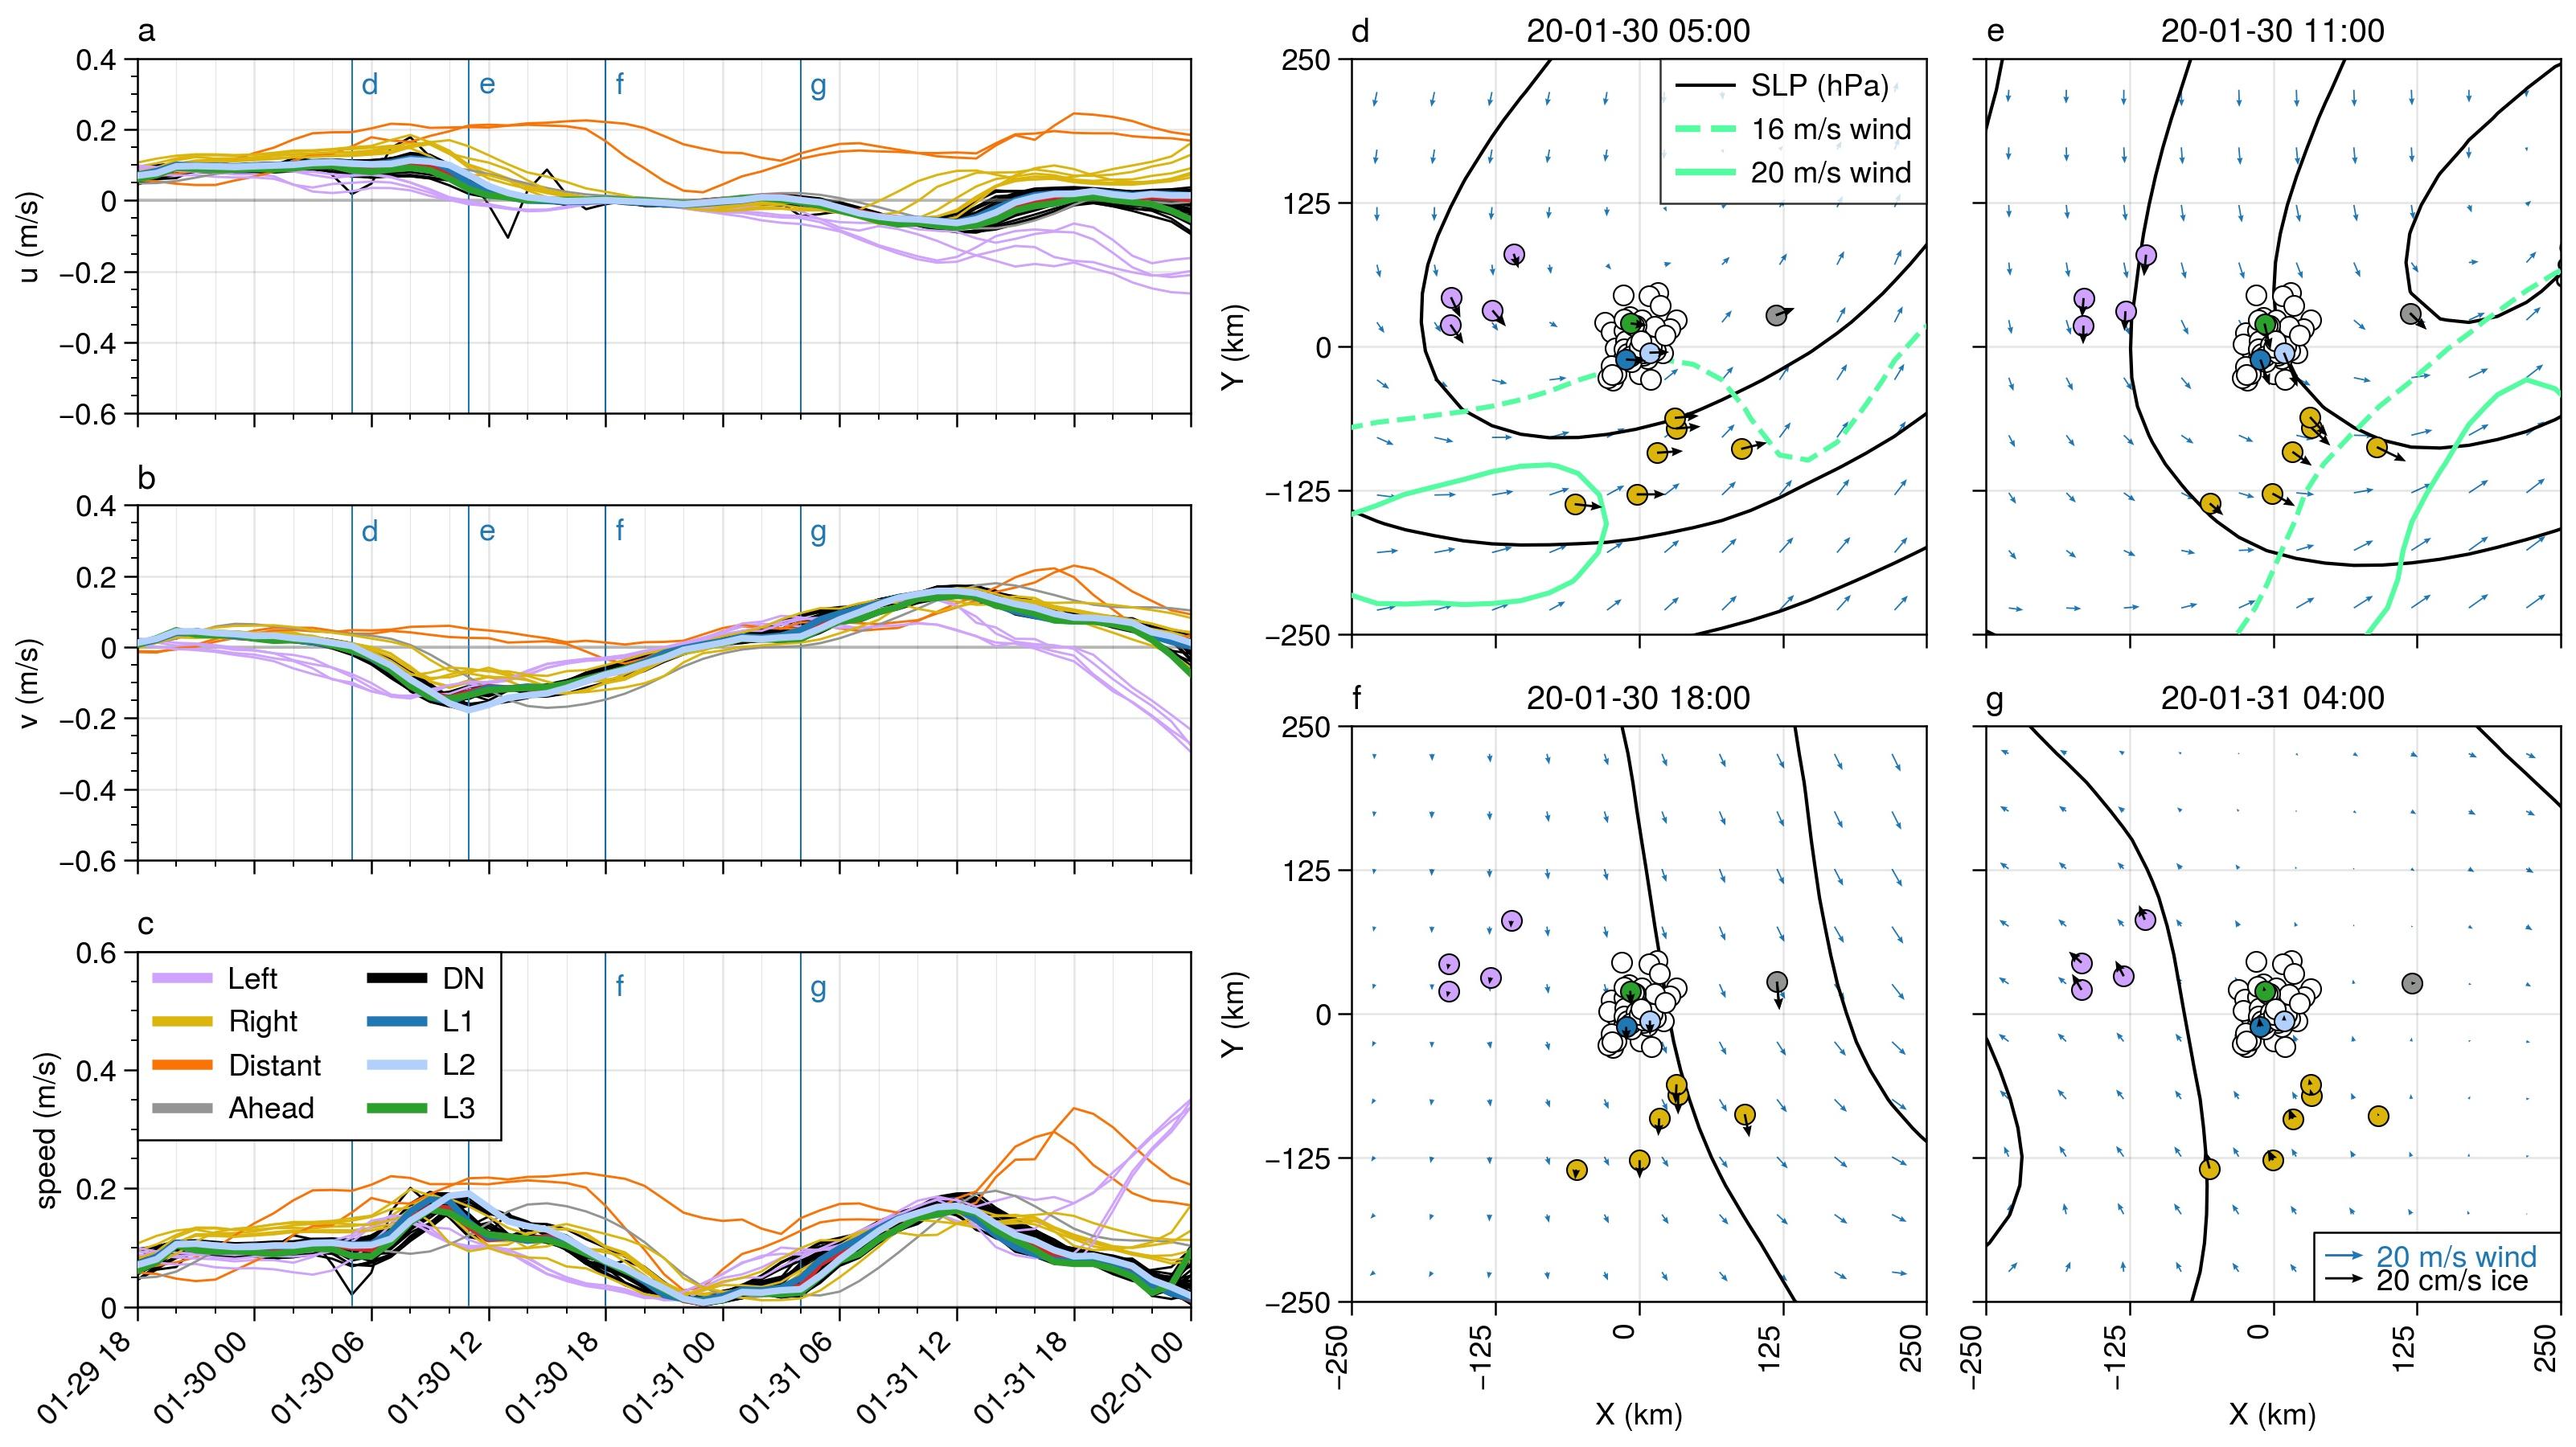 a
0.4
0.2
0
−0.2
−0.4
−0.6
u (m/s)
d
e
f
g
b
0.4
0.2
0
−0.2
−0.4
−0.6
v (m/s)
d
e
f
g
c
0.6
0.4
0.2
0
speed (m/s)
Left
Right
Distant
Ahead
DN
L1
L2
L3
f
g
01-29 18
01-30 00
01-30 06
01-30 12
01-30 18
01-31 00
01-31 06
01-31 12
01-31 18
02-01 00
d
20-01-30 05:00
SLP (hPa)
16 m/s wind
20 m/s wind
250
125
0
−125
−250
Y (km)
e
20-01-30 11:00
f
20-01-30 18:00
250
125
0
−125
−250
Y (km)
−250
−125
0
125
250
X (km)
g
20-01-31 04:00
20 m/s wind
20 cm/s ice
−250
−125
0
125
250
X (km)